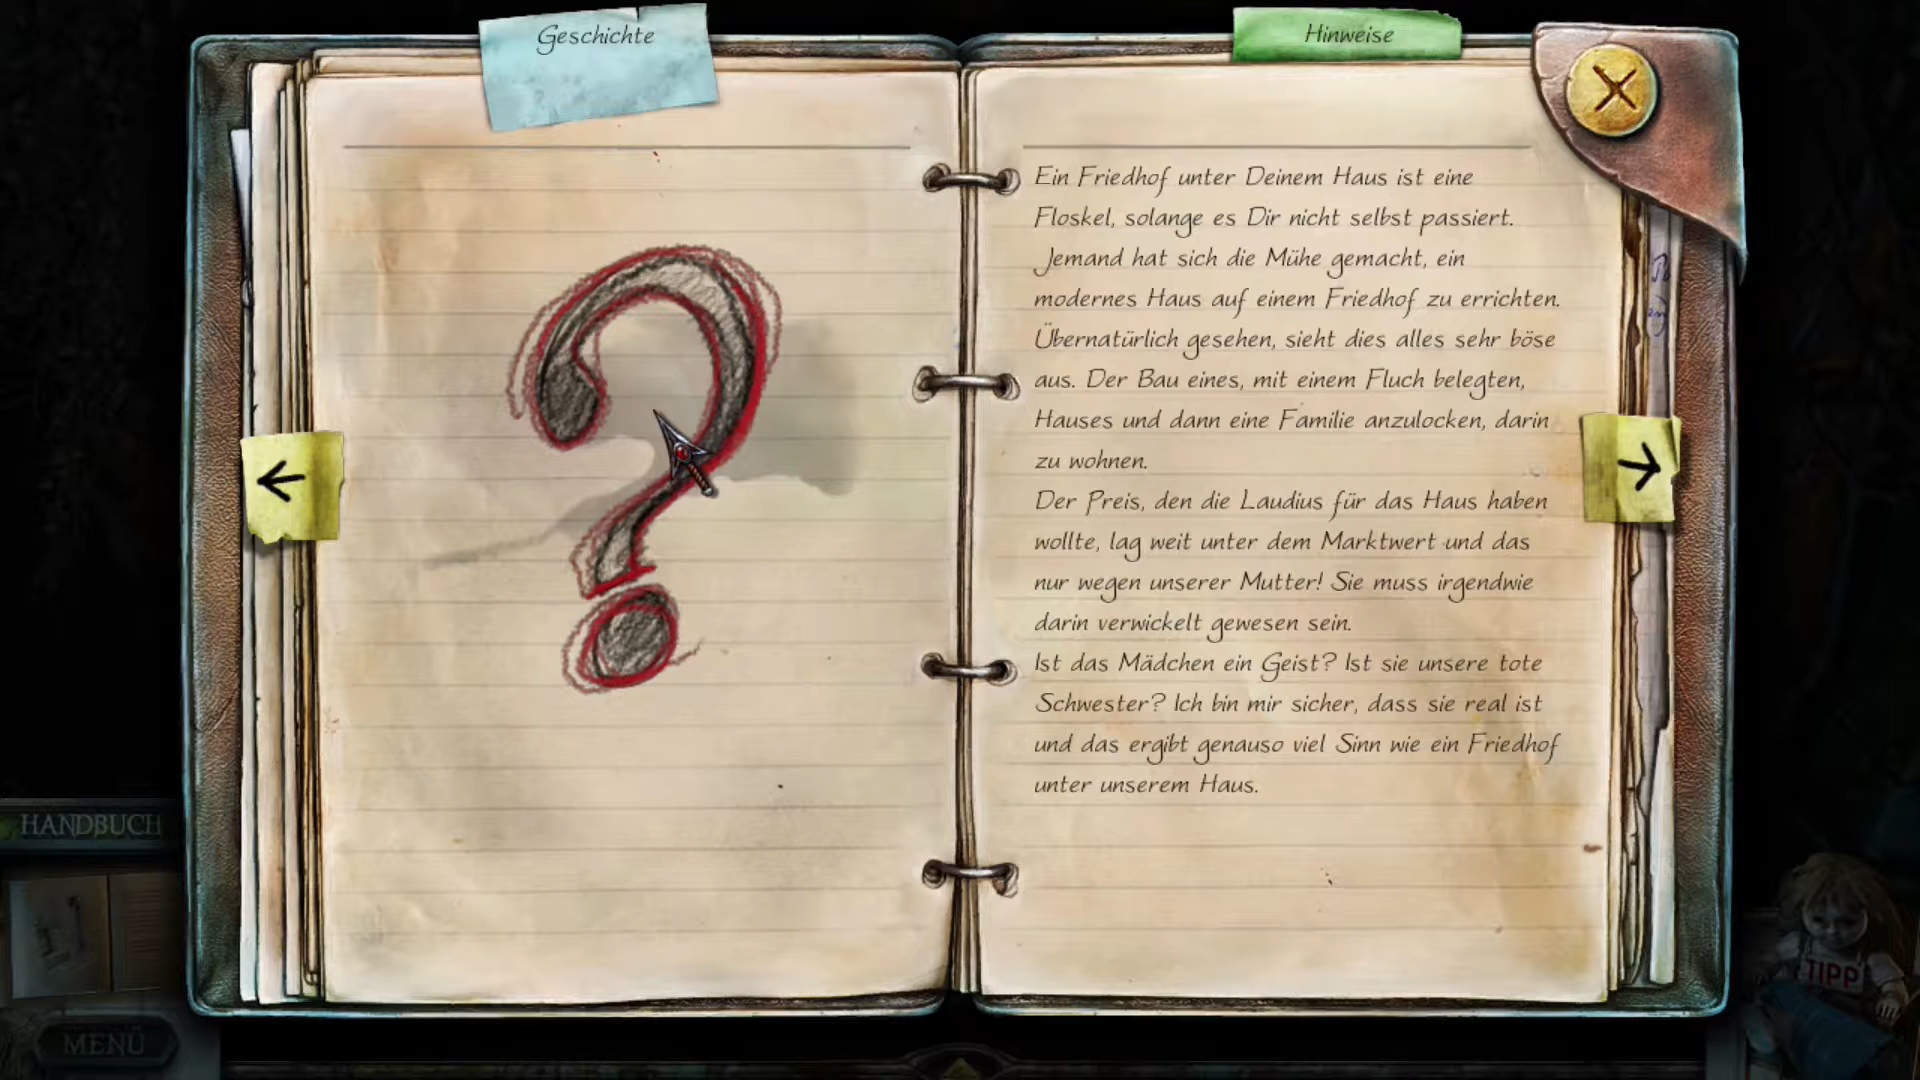 Geschichte
Hinweise
Ein Friedhof unter Deinem Haus ist eine
Floskel, solange es Dir nicht selbst passiert.
Jemand hat sich die Mühe gemacht, ein
modernes Haus auf einem Friedhof zu errichten.
Übernatürlich gesehen, sieht dies alles sehr böse
aus. Der Bau eines, mit einem Fluch belegten,
Hauses und dann eine Familie anzulocken, darin
zu wohnen.
Der Preis, den die Laudius für das Haus haben
wollte, lag weit unter dem Marktwert und das
nur wegen unserer Mutter! Sie muss irgendwie
darin verwickelt gewesen sein.
Ist das Mädchen ein Geist? Ist sie unsere tote
Schwester? Ich bin mir sicher, dass sie real ist
und das ergibt genauso viel Sinn wie ein Friedhof
unter unserem Haus.
HANDBUCH
MENÜ
TIPP